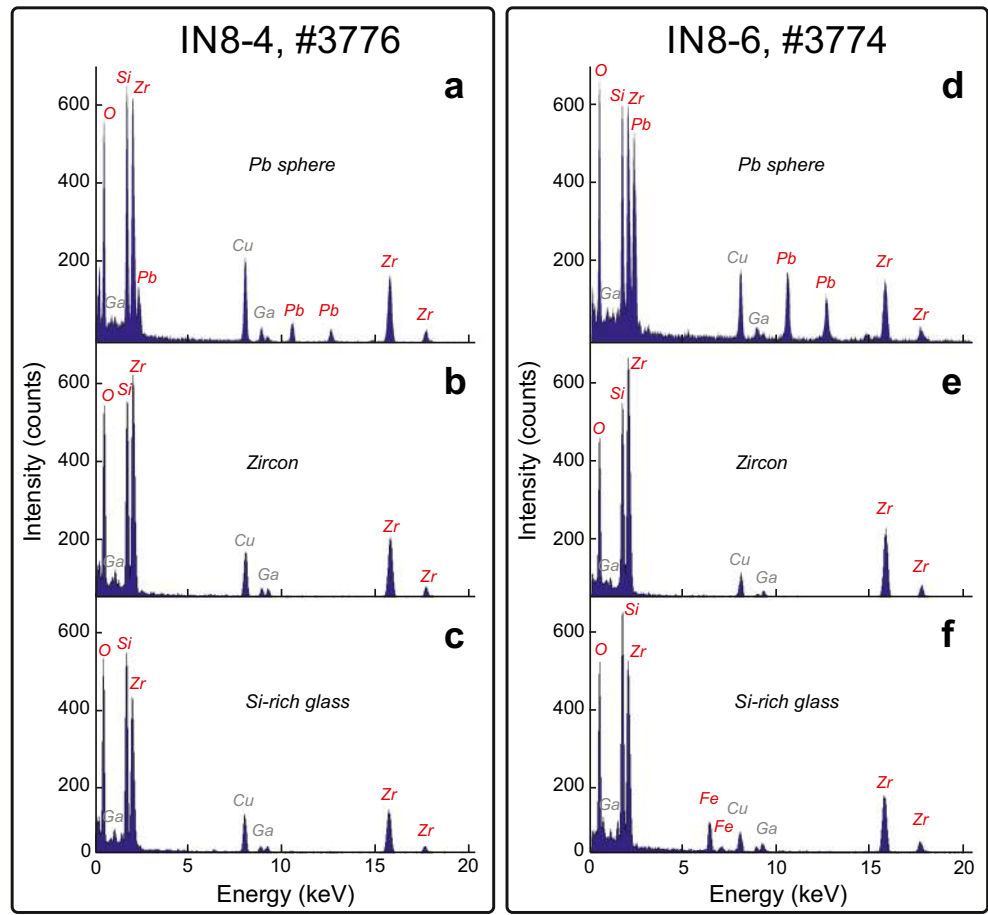 IN8-4, #3776
a
Si
Zr
O
600
Pb sphere
400
Cu
200
Pb
Ga
Ga
Pb
Pb
Zr
Zr
b
Zr
600
O
Si
Zircon
400
Cu
200
Ga
Ga
Zr
Zr
c
600
O
Si
Zr
Si-rich glass
400
200
Ga
Cu
Ga
Zr
Zr
0
0
5
10
15
20
Intensity (counts)
Energy (keV)
IN8-6, #3774
d
O
Si
Zr
Pb
600
Pb sphere
400
Cu
200
Ga
Ga
Pb
Pb
Zr
Zr
e
Zr
600
Si
O
Zircon
400
200
Ga
Cu
Ga
Zr
Zr
f
Si
600
O
Zr
Si-rich glass
400
200
Ga
Fe
Fe
Cu
Ga
Zr
Zr
0
0
5
10
15
20
Intensity (counts)
Energy (keV)